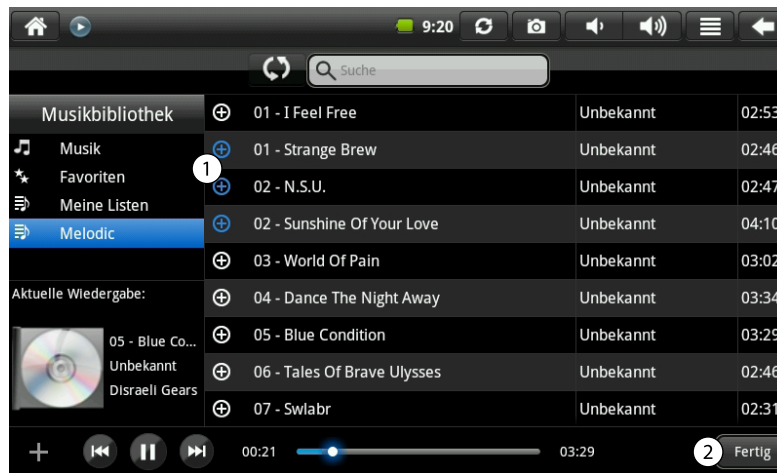 9:20
Suche
Musikbibliothek
Musik
Favoriten
Meine Listen
Melodic
Aktuelle Wiedergabe:
05 - Blue Co...
Unbekannt
Disraeli Gears
01 - I Feel Free Unbekannt 02:53
01 - Strange Brew Unbekannt 02:46
1
02 - N.S.U. Unbekannt 02:47
02 - Sunshine Of Your Love Unbekannt 04:10
03 - World Of Pain Unbekannt 03:02
04 - Dance The Night Away Unbekannt 03:34
05 - Blue Condition Unbekannt 03:29
06 - Tales Of Brave Ulysses Unbekannt 02:46
07 - Swlabr Unbekannt 02:31
00:21 03:29 2 Fertig